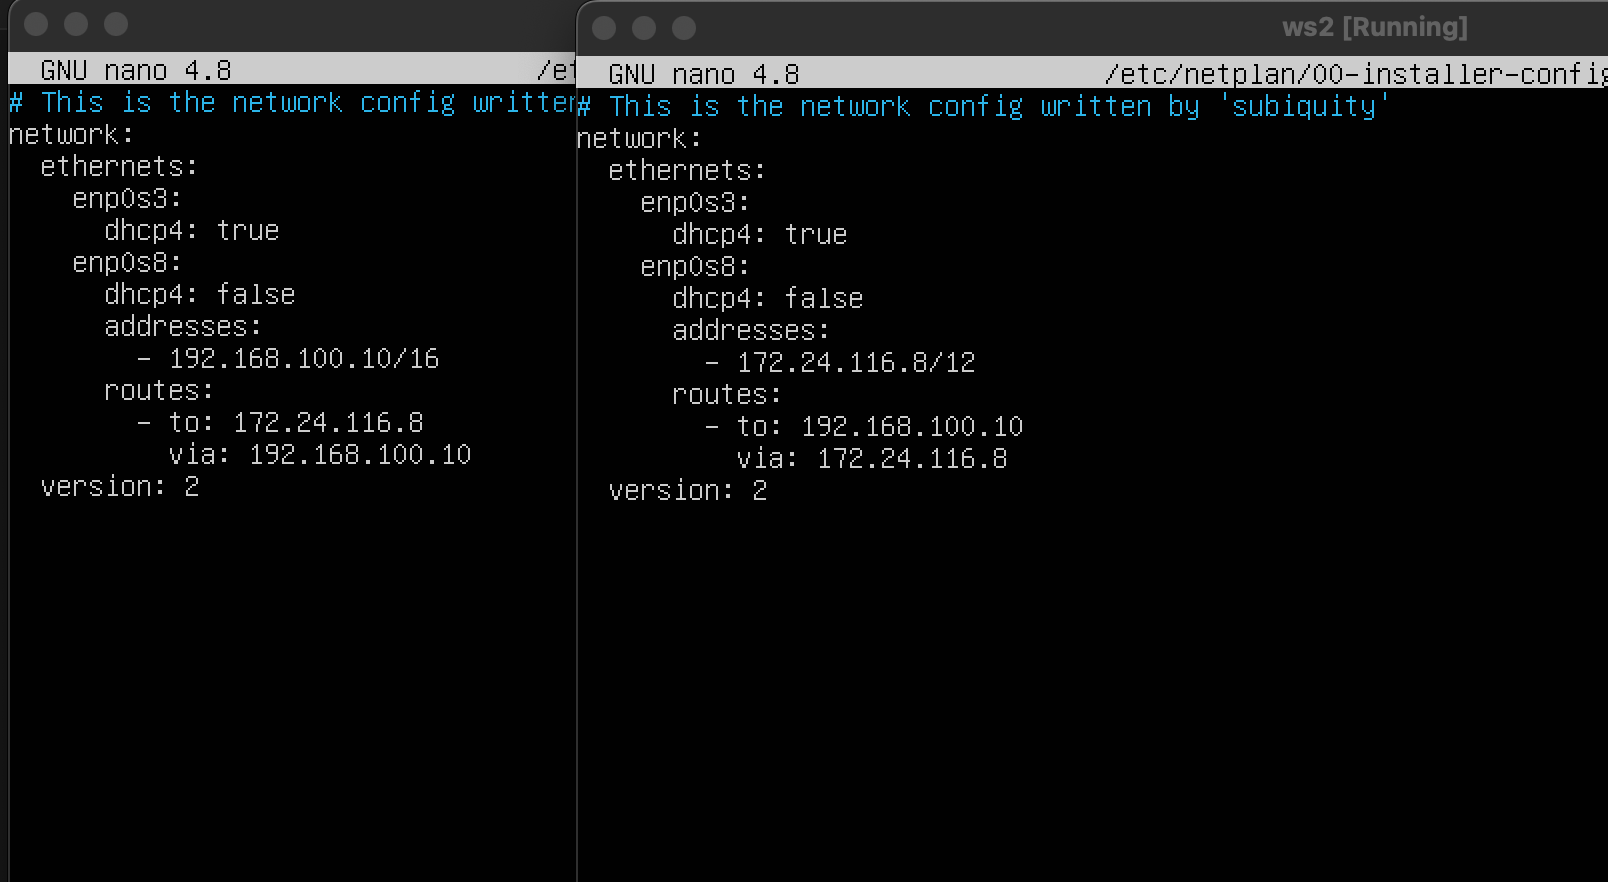 GNU nano 4.8 /et
# This is the network config written
network:
  ethernets:
    enp0s3:
      dhcp4: true
    enp0s8:
      dhcp4: false
      addresses:
        - 192.168.100.10/16
      routes:
        - to: 172.24.116.8
          via: 192.168.100.10
  version: 2
ws2 [Running]
GNU nano 4.8 /etc/netplan/00-installer-config
# This is the network config written by 'subiquity'
network:
  ethernets:
    enp0s3:
      dhcp4: true
    enp0s8:
      dhcp4: false
      addresses:
        - 172.24.116.8/12
      routes:
        - to: 192.168.100.10
          via: 172.24.116.8
  version: 2